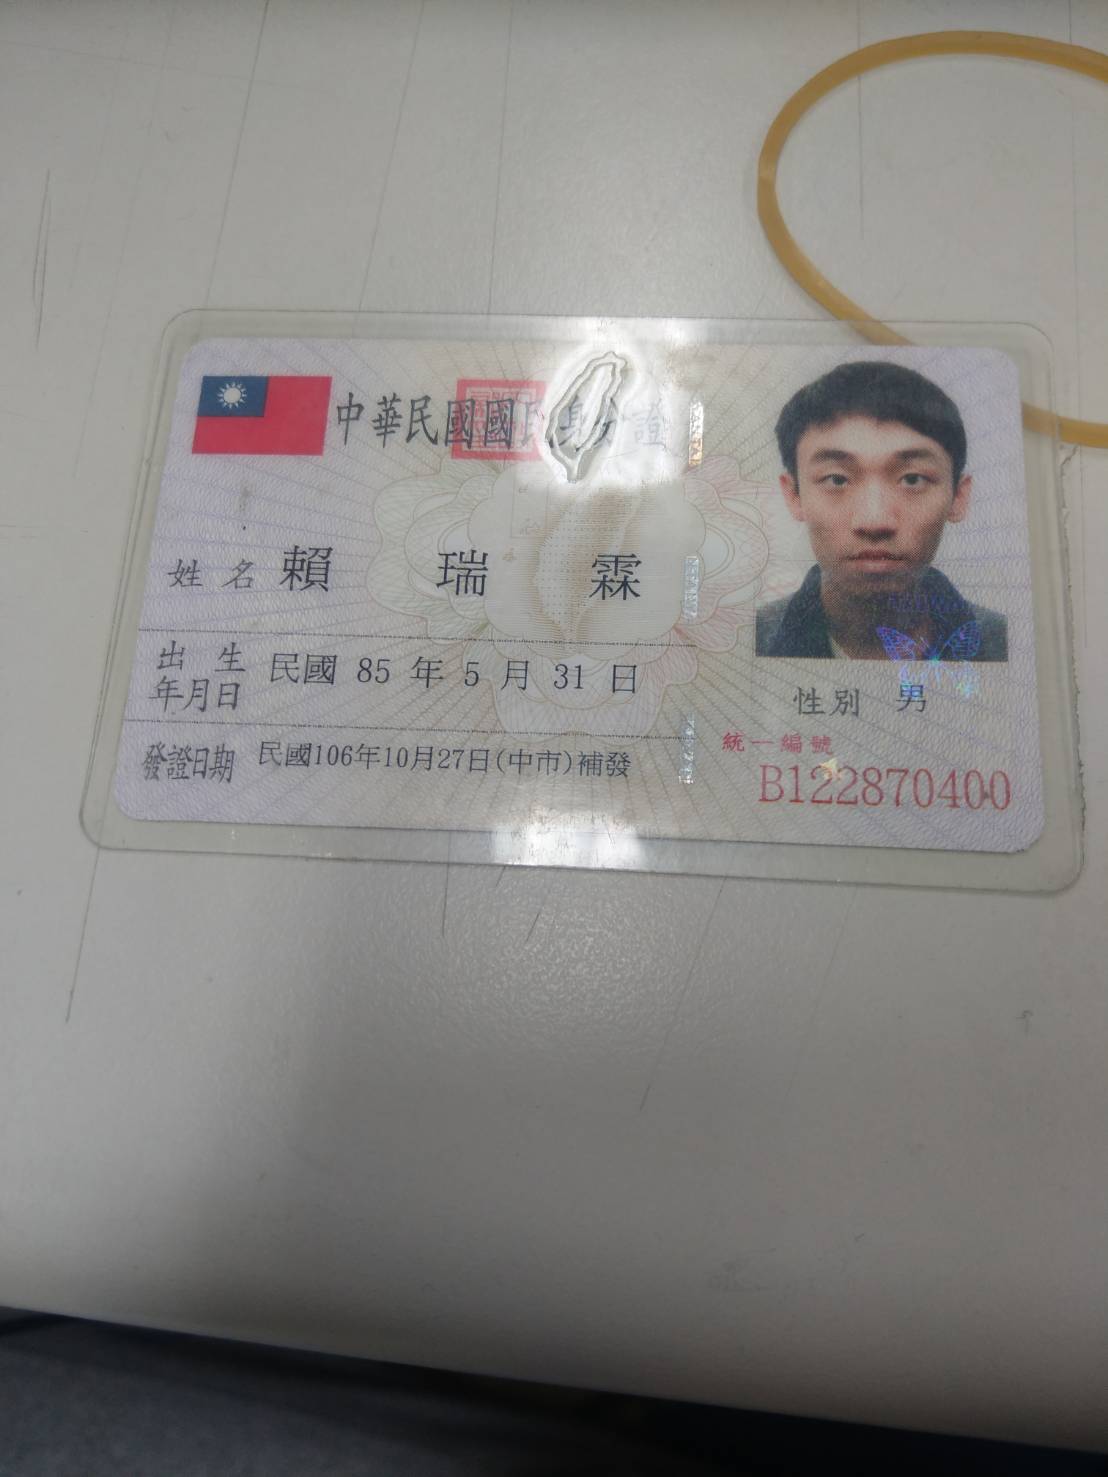 中華民國國民身分證
姓名 賴瑞霖
出生年月日 民國 85 年 5 月 31 日
性別 男
發證日期 民國106年10月27日(中市)補發
統一編號
B122870400